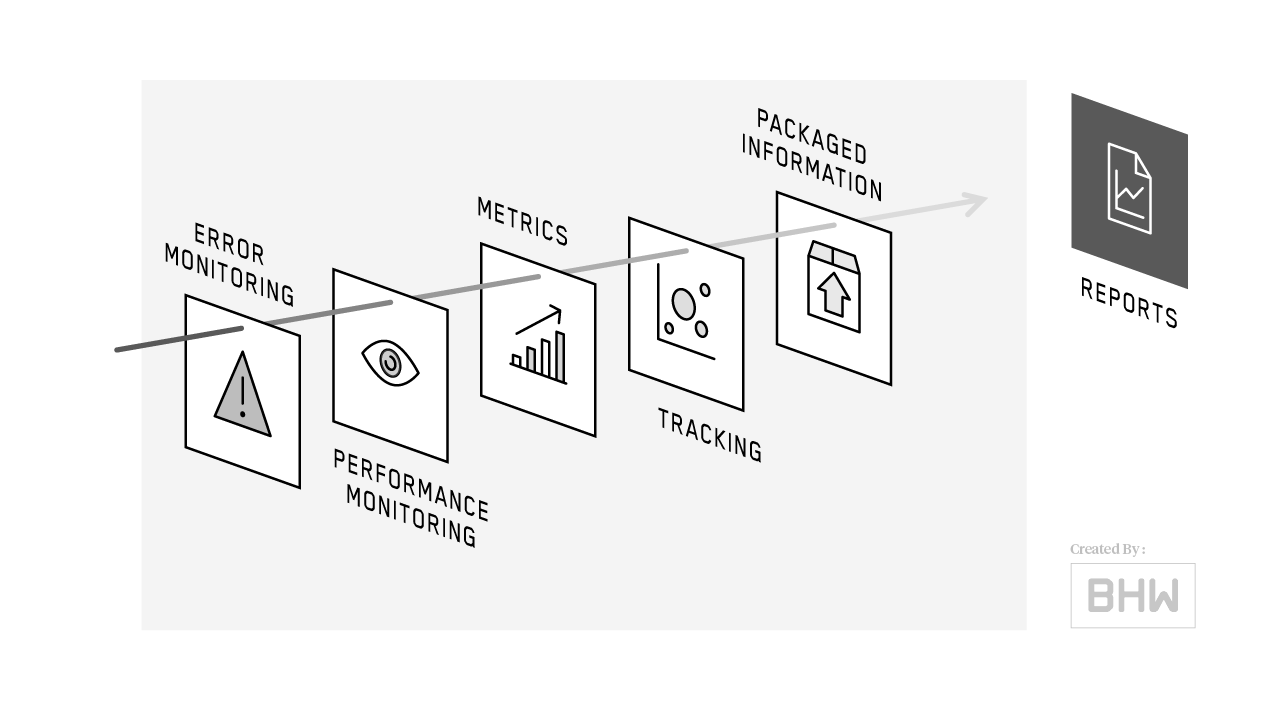 ERROR
MONITORING
PERFORMANCE
MONITORING
METRICS
TRACKING
PACKAGED
INFORMATION
REPORTS
Created By :
BHW